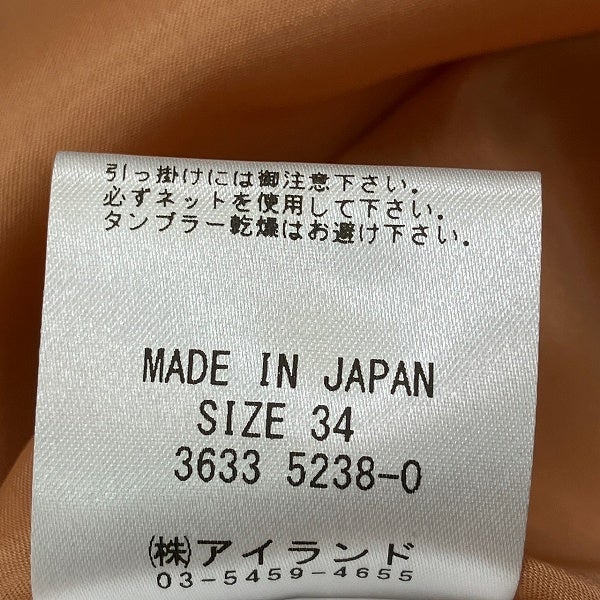 引っ掛けには御注意下さい。
必ずネットを使用して下さい。
タンブラー乾燥はお避け下さい。
MADE IN JAPAN
SIZE 34
3633 5238-0
(株)アイランド
03-5459-4655